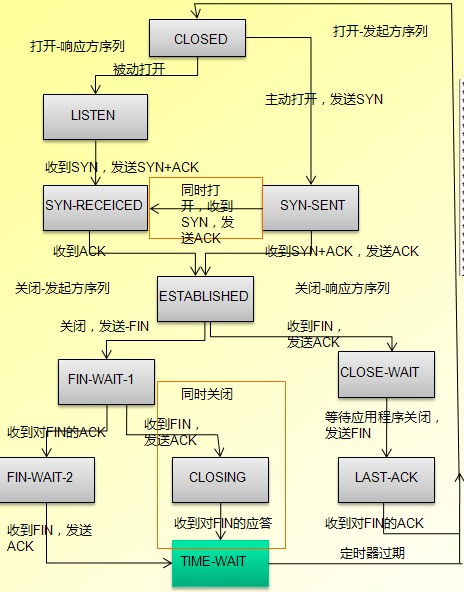 CLOSED
打开-响应方序列
打开-发起方序列
被动打开
主动打开，发送SYN
LISTEN
收到SYN，发送SYN+ACK
同时打
开，收到
SYN，发
送ACK
SYN-RECEICED
SYN-SENT
收到ACK
收到SYN+ACK，发送ACK
关闭-发起方序列
ESTABLISHED
关闭-响应方序列
关闭，发送-FIN
收到FIN，
发送ACK
FIN-WAIT-1
CLOSE-WAIT
同时关闭
收到对FIN的ACK
收到FIN，
发送ACK
等待应用程序关闭，
发送FIN
FIN-WAIT-2
CLOSING
LAST-ACK
收到FIN，发送
ACK
收到对FIN的应答
收到对FIN的ACK
TIME-WAIT
定时器过期